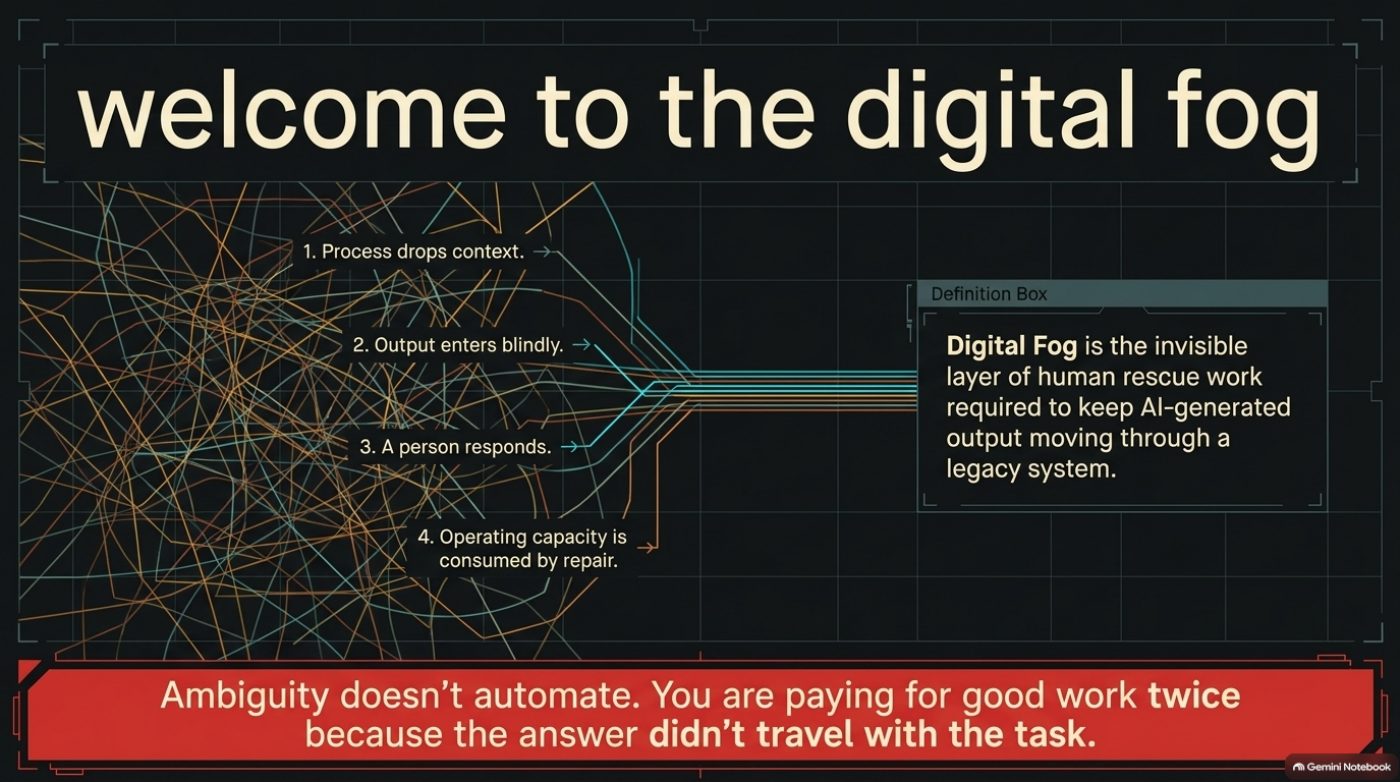 welcome to the digital fog
1. Process drops context.
2. Output enters blindly.
3. A person responds.
4. Operating capacity is
consumed by repair.
Definition Box
Digital Fog is the invisible
layer of human rescue work
required to keep AI-generated
output moving through a
legacy system.
Ambiguity doesn't automate. You are paying for good work twice
because the answer didn't travel with the task.
Gemini Notebook